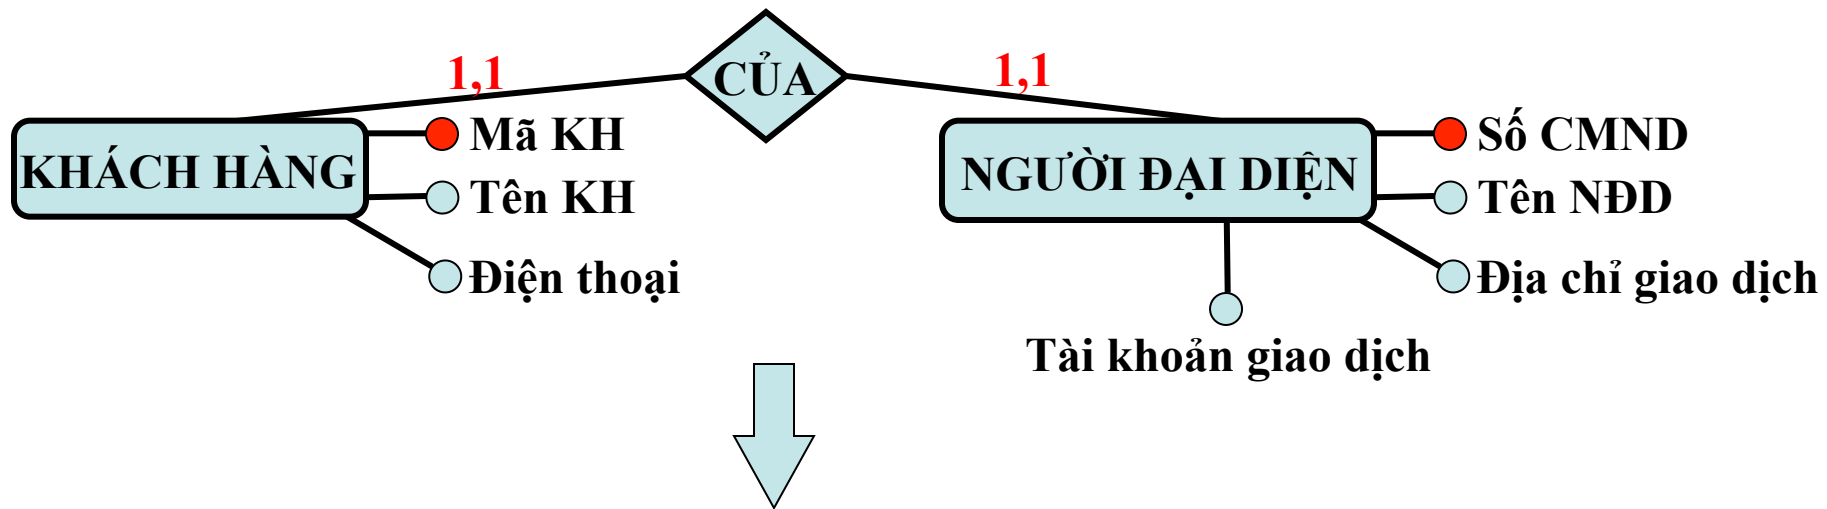 CỦA
1,1
1,1
KHÁCH HÀNG
Mã KH
Tên KH
Điện thoại
NGƯỜI ĐẠI DIỆN
Số CMND
Tên NĐD
Địa chỉ giao dịch
Tài khoản giao dịch